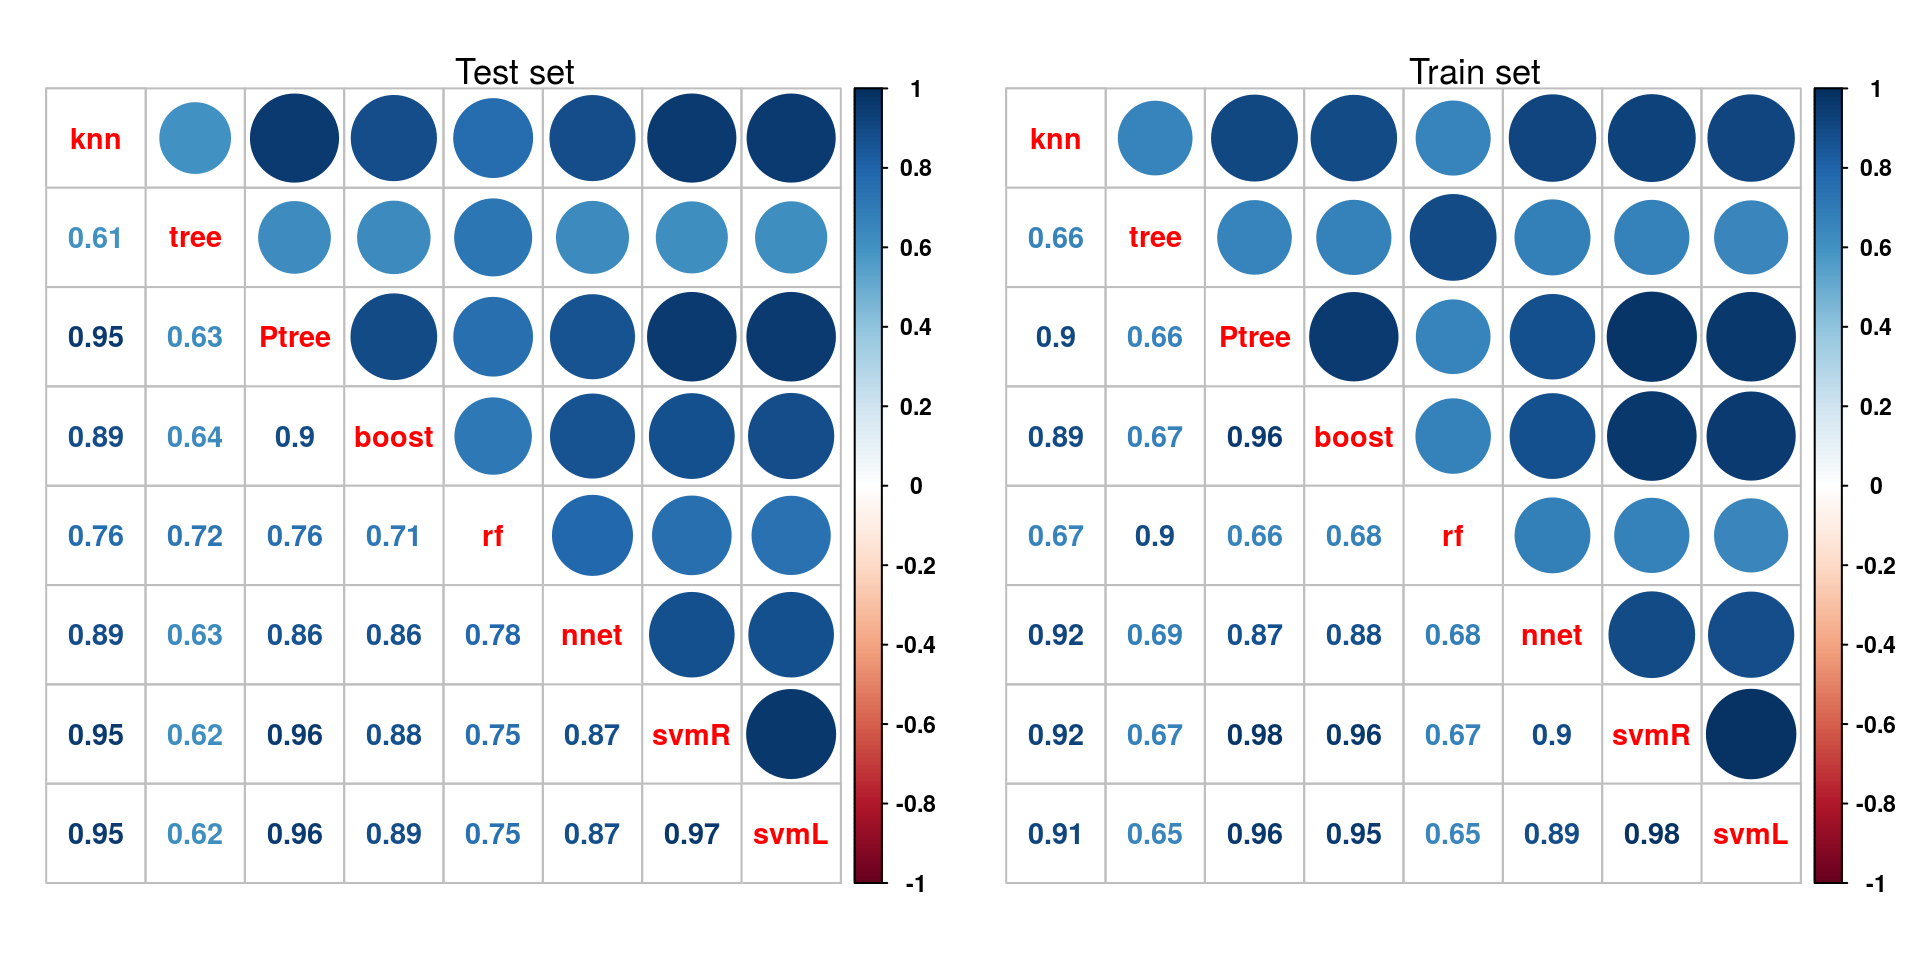 Test set
knn
0.61 tree
0.95 0.63 Ptree
0.89 0.64 0.9 boost
0.76 0.72 0.76 0.71 rf
0.89 0.63 0.86 0.86 0.78 nnet
0.95 0.62 0.96 0.88 0.75 0.87 svmR
0.95 0.62 0.96 0.89 0.75 0.87 0.97 svmL
1
0.8
0.6
0.4
0.2
0
-0.2
-0.4
-0.6
-0.8
-1
Train set
knn
0.66 tree
0.9 0.66 Ptree
0.89 0.67 0.96 boost
0.67 0.9 0.66 0.68 rf
0.92 0.69 0.87 0.88 0.68 nnet
0.92 0.67 0.98 0.96 0.67 0.9 svmR
0.91 0.65 0.96 0.95 0.65 0.89 0.98 svmL
1
0.8
0.6
0.4
0.2
0
-0.2
-0.4
-0.6
-0.8
-1